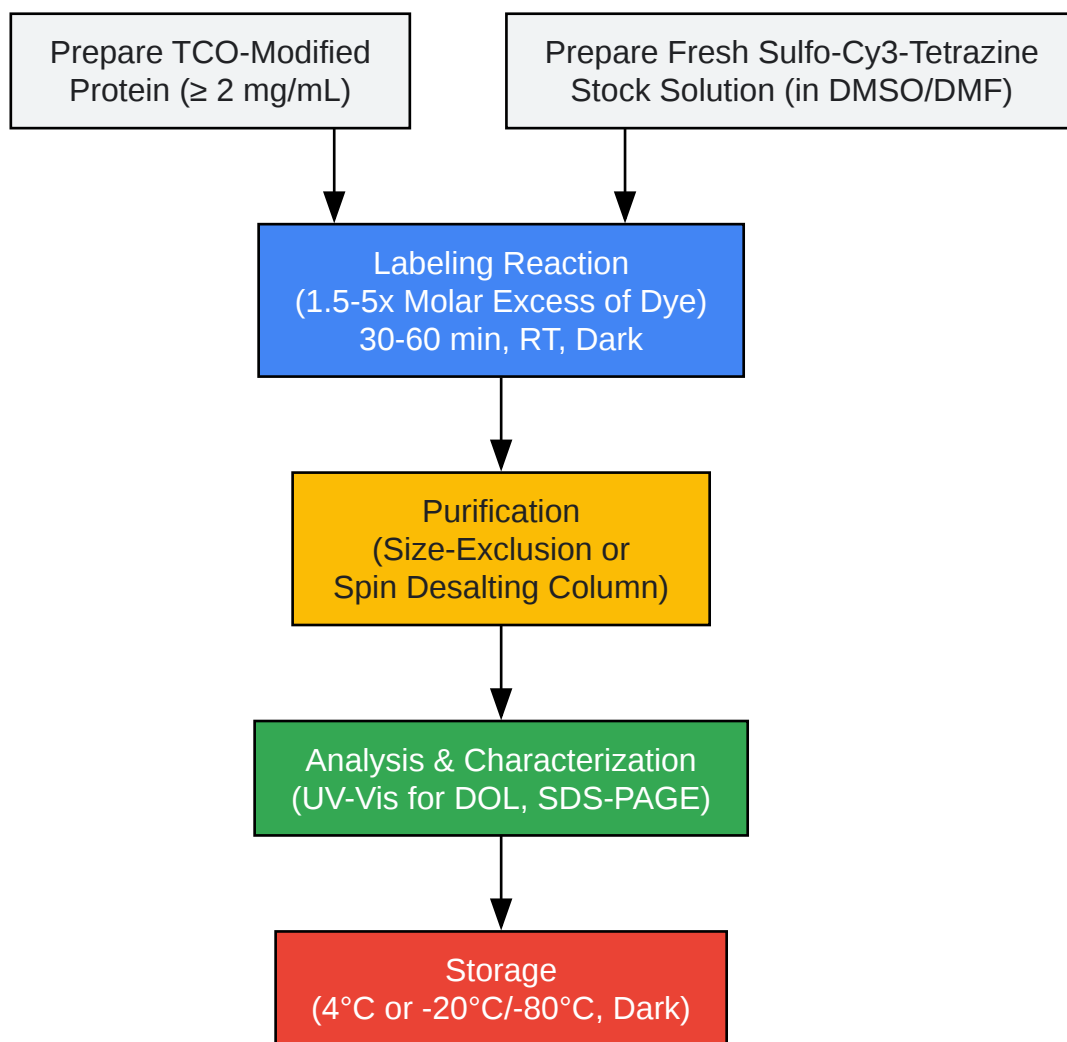 Prepare TCO-Modified
Protein (≥ 2 mg/mL)
Prepare Fresh Sulfo-Cy3-Tetrazine
Stock Solution (in DMSO/DMF)
Labeling Reaction
(1.5-5x Molar Excess of Dye)
30-60 min, RT, Dark
Purification
(Size-Exclusion or
Spin Desalting Column)
Analysis & Characterization
(UV-Vis for DOL, SDS-PAGE)
Storage
(4°C or -20°C/-80°C, Dark)